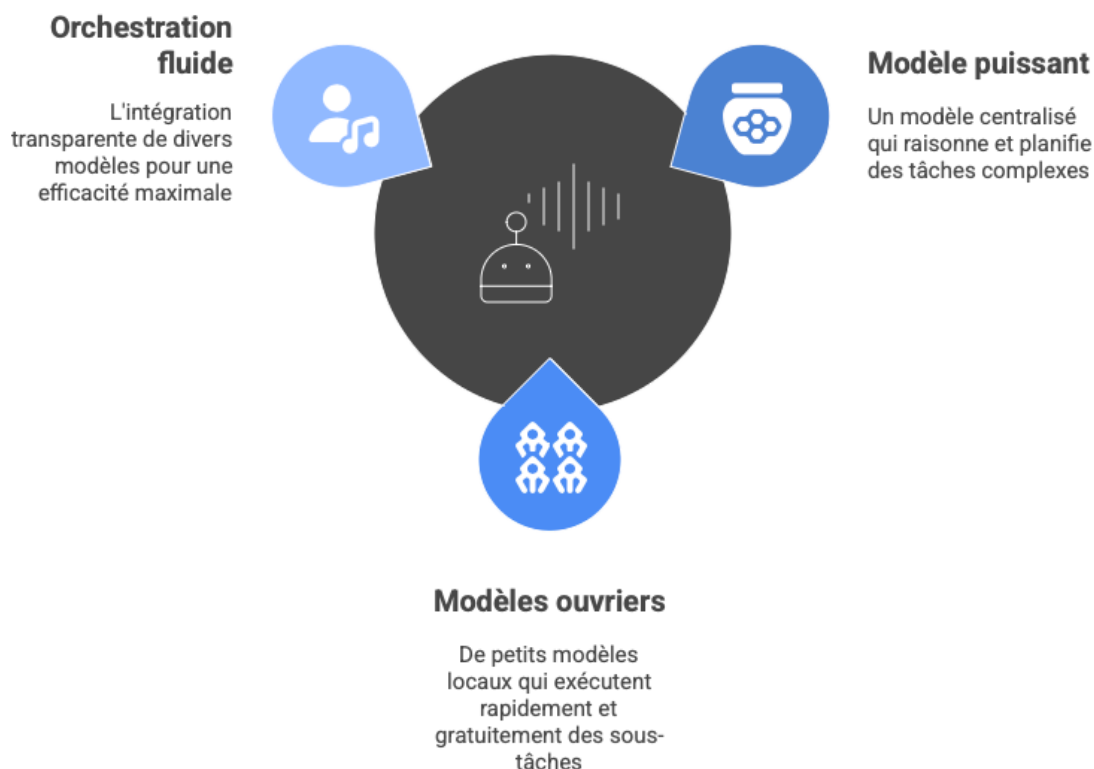 Orchestration
fluide
L'intégration
transparente de divers
modèles pour une
efficacité maximale
Modèle puissant
Un modèle centralisé
qui raisonne et planifie
des tâches complexes
Modèles ouvriers
De petits modèles
locaux qui exécutent
rapidement et
gratuitement des sous-
tâches